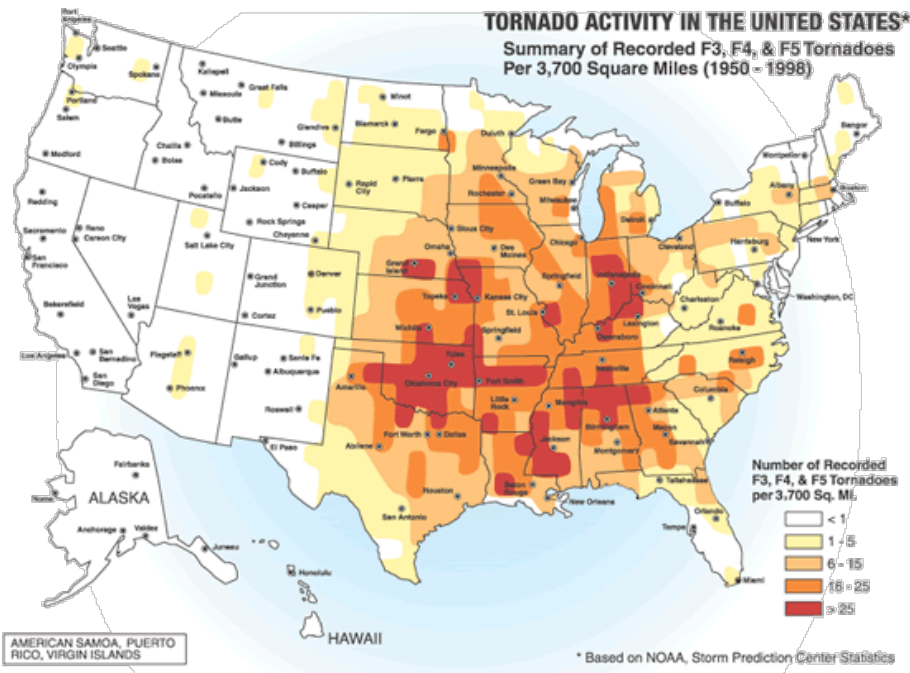 TORNADO ACTIVITY IN THE UNITED STATES*
Summary of Recorded F3, F4, & F5 Tornadoes
Per 3,700 Square Miles (1950 - 1998)
Port Angeles
Seattle
Olympia
Spokane
Portland
Salem
Medford
Kalispell
Missoula
Great Falls
Butte
Glendive
Billings
Challis
Boise
Pocatello
Cody
Buffalo
Jackson
Casper
Rock Springs
Cheyenne
Minot
Bismarck
Fargo
Duluth
Rapid
City
Pierre
Minneapolis
Rochester
Green Bay
Milwaukee
Sioux City
Omaha
Grand
Island
Des
Moines
Chicago
Detroit
Cleveland
Buffalo
Albany
Montpelier
Bangor
Boston
New York
Harrisburg
Washington, DC
Redding
Sacramento
San
Francisco
Reno
Carson City
Bakersfield
Las
Vegas
Los Angeles
San
Bernadino
San
Diego
Salt Lake City
Grand
Junction
Cortez
Denver
Pueblo
Flagstaff
Phoenix
Gallup
Santa Fe
Albuquerque
Roswell
El Paso
Topeka
Kansas City
Wichita
Springfield
St. Louis
Springfield
Indianapolis
Cincinnati
Charleston
Lexington
Owensboro
Roanoke
Raleigh
Nashville
Memphis
Tulsa
Oklahoma City
Fort Smith
Little
Rock
Amarillo
Abilene
Fort Worth
Dallas
Houston
San Antonio
Jackson
Baton
Rouge
New Orleans
Birmingham
Montgomery
Atlanta
Macon
Savannah
Columbia
Tallahassee
Orlando
Tampa
Miami
Fairbanks
Nome
ALASKA
Anchorage
Valdez
Juneau
Honolulu
HAWAII
Number of Recorded
F3, F4, & F5 Tornadoes
per 3,700 Sq. Mi.
< 1
1 - 5
6 - 15
16 - 25
> 25
AMERICAN SAMOA, PUERTO
RICO, VIRGIN ISLANDS
* Based on NOAA, Storm Prediction Center Statistics